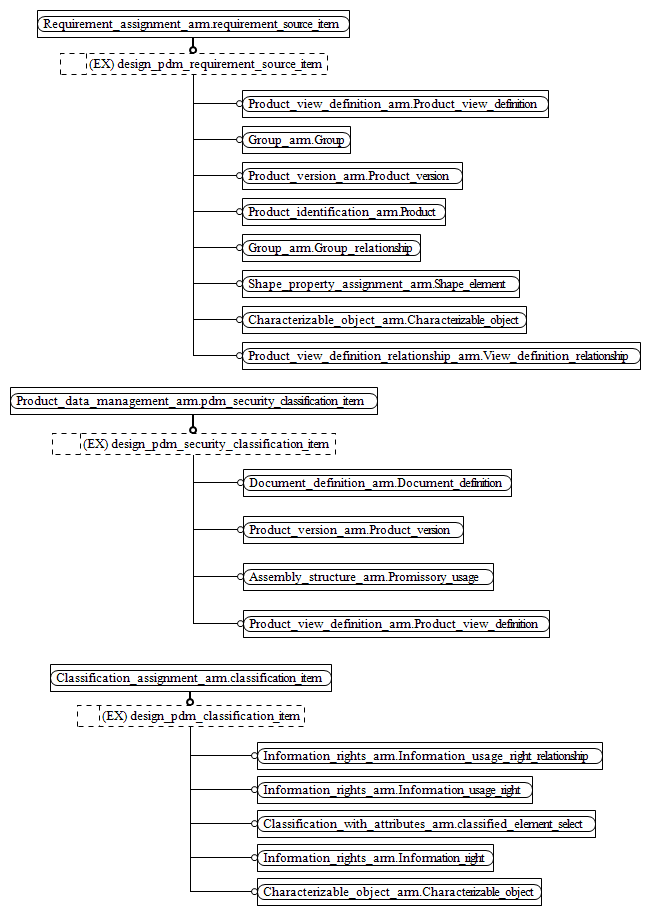 Requirement_assignment_arm.requirement_source_item
(EX) design_pdm_requirement_source_item
Product_view_definition_arm.Product_view_definition
Group_arm.Group
Product_version_arm.Product_version
Product_identification_arm.Product
Group_arm.Group_relationship
Shape_property_assignment_arm.Shape_element
Characterizable_object_arm.Characterizable_object
Product_view_definition_relationship_arm.View_definition_relationship
Product_data_management_arm.pdm_security_classification_item
(EX) design_pdm_security_classification_item
Document_definition_arm.Document_definition
Product_version_arm.Product_version
Assembly_structure_arm.Promissory_usage
Product_view_definition_arm.Product_view_definition
Classification_assignment_arm.classification_item
(EX) design_pdm_classification_item
Information_rights_arm.Information_usage_right_relationship
Information_rights_arm.Information_usage_right
Classification_with_attributes_arm.classified_element_select
Information_rights_arm.Information_right
Characterizable_object_arm.Characterizable_object